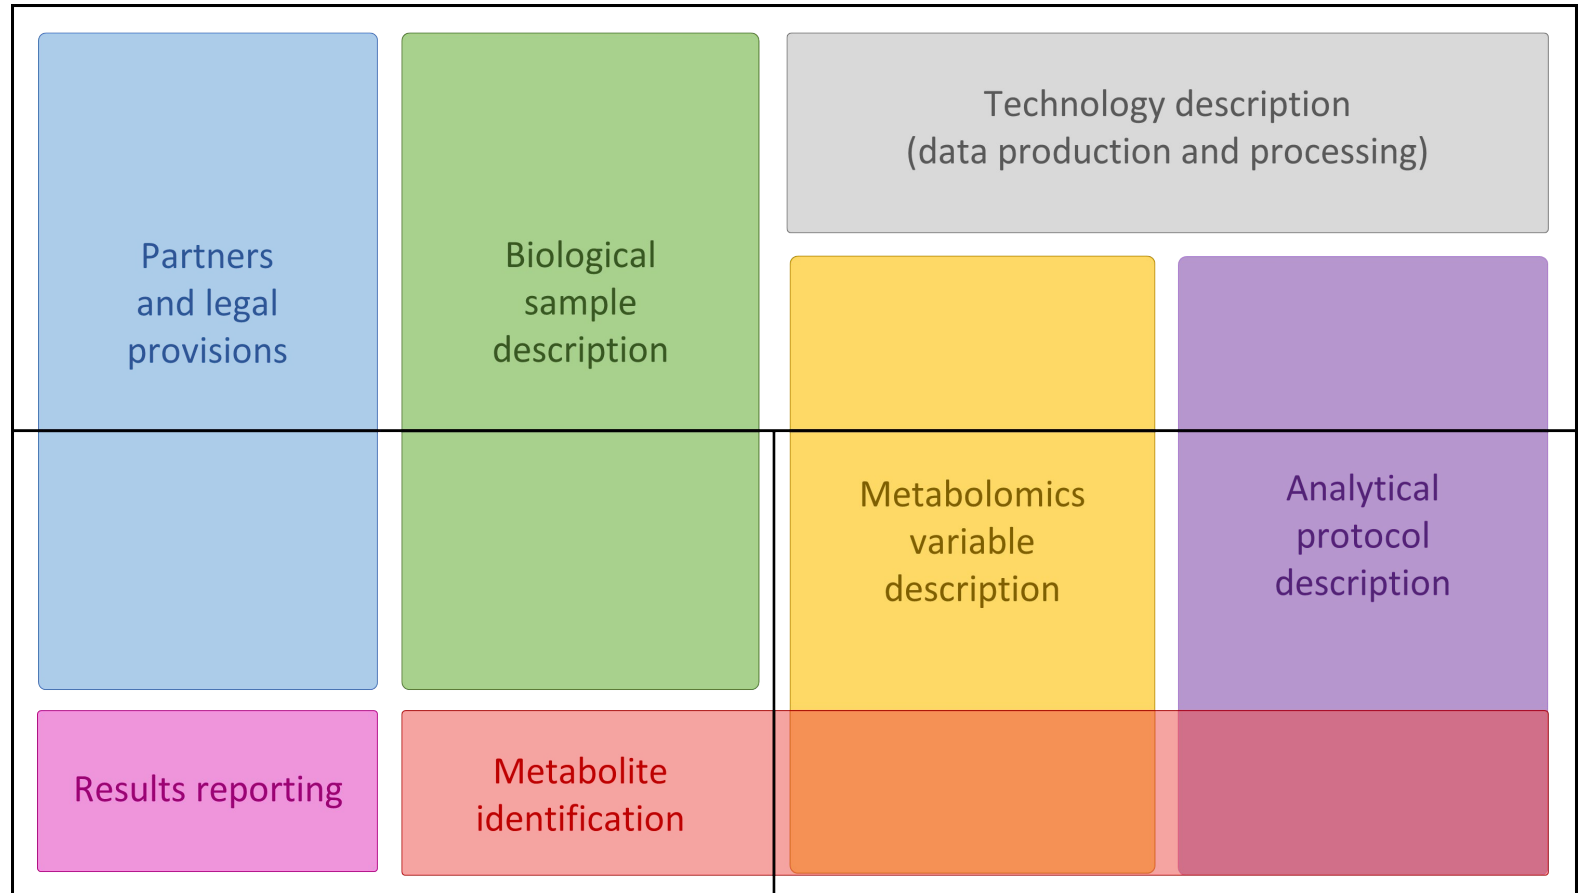 Partners
and legal
provisions
Biological
sample
description
Technology description
(data production and processing)
Metabolomics
variable
description
Analytical
protocol
description
Results reporting
Metabolite
identification